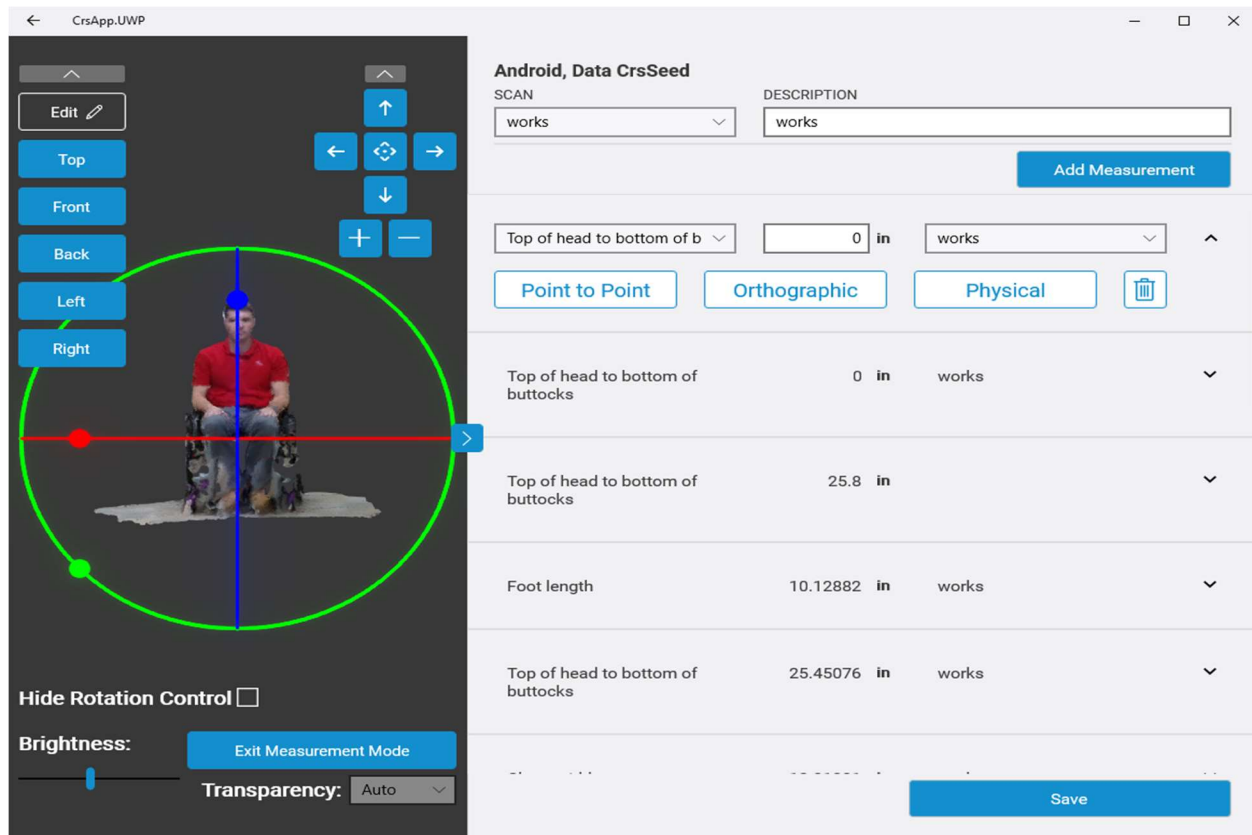 CrsApp.UWP
Edit
Top
Front
Back
Left
Right
Hide Rotation Control
Brightness:
Exit Measurement Mode
Transparency: Auto
Android, Data CrsSeed
SCAN DESCRIPTION
works works
Add Measurement
Top of head to bottom of b 0 in works
Point to Point Orthographic Physical
Top of head to bottom of 0 in works
buttocks
Top of head to bottom of 25.8 in
buttocks
Foot length 10.12882 in works
Top of head to bottom of 25.45076 in works
buttocks
Save